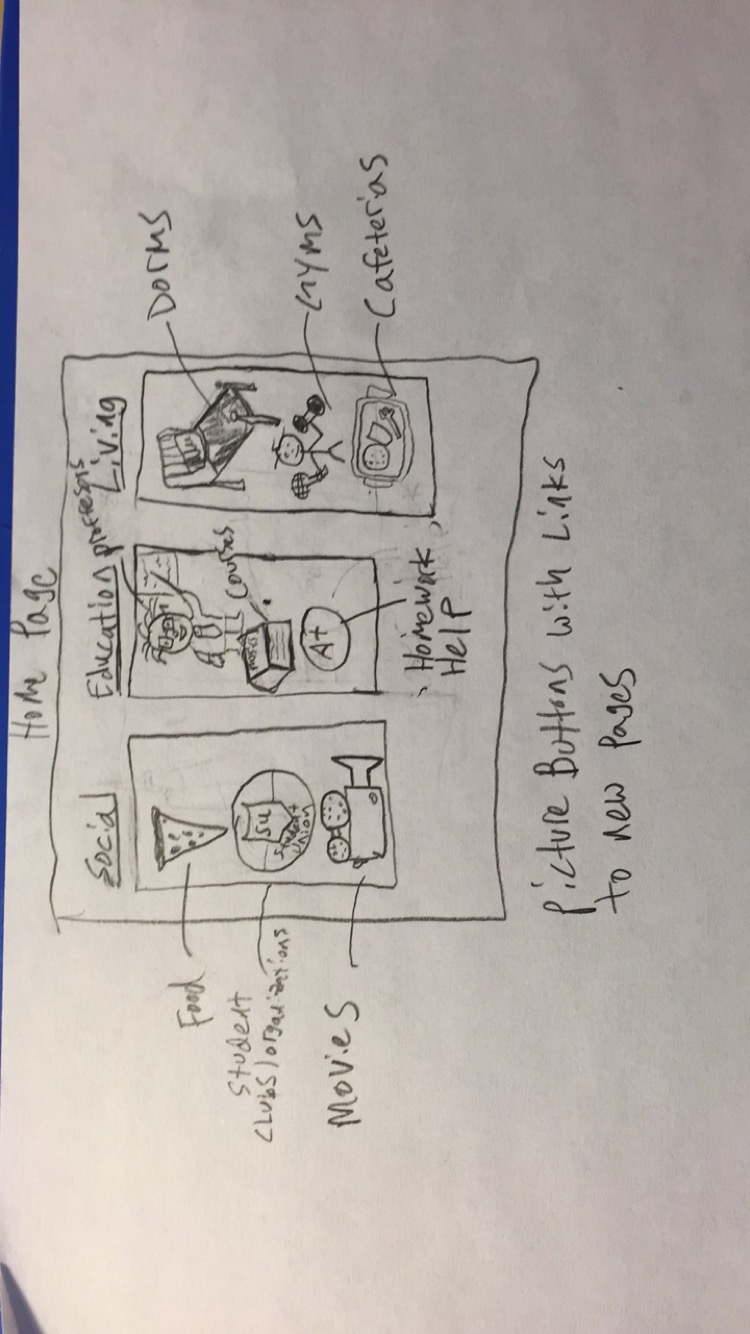 Home Page
Social
Education
Living
professors
Food
Student
clubs/organizations
Movies
SU
Student
Union
courses
A+
Homework
Help
Dorms
Gyms
Cafeterias
Picture Buttons with Links
to new pages